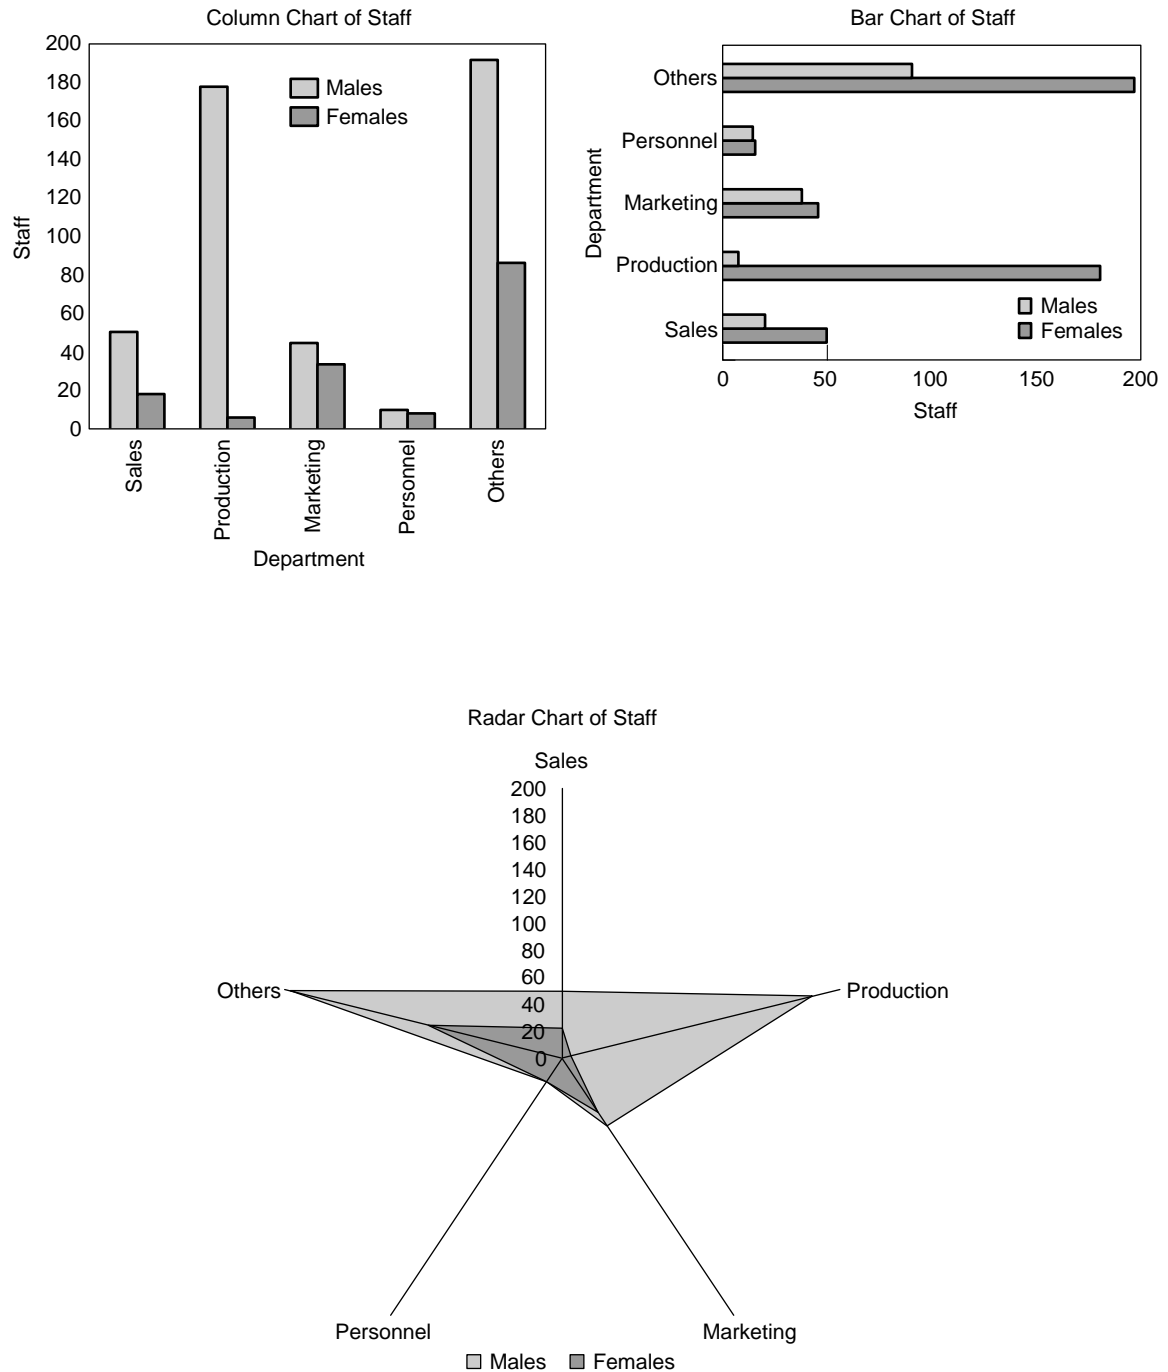 Column Chart of Staff
200
180
160
140
120
100
80
60
40
20
0
Staff
Males
Females
Sales
Production
Marketing
Personnel
Others
Department
Bar Chart of Staff
Department
Others
Personnel
Marketing
Production
Sales
Males
Females
0 50 100 150 200
Staff
Radar Chart of Staff
Sales
200
180
160
140
120
100
80
60
40
20
0
Others
Production
Personnel
Marketing
Males Females